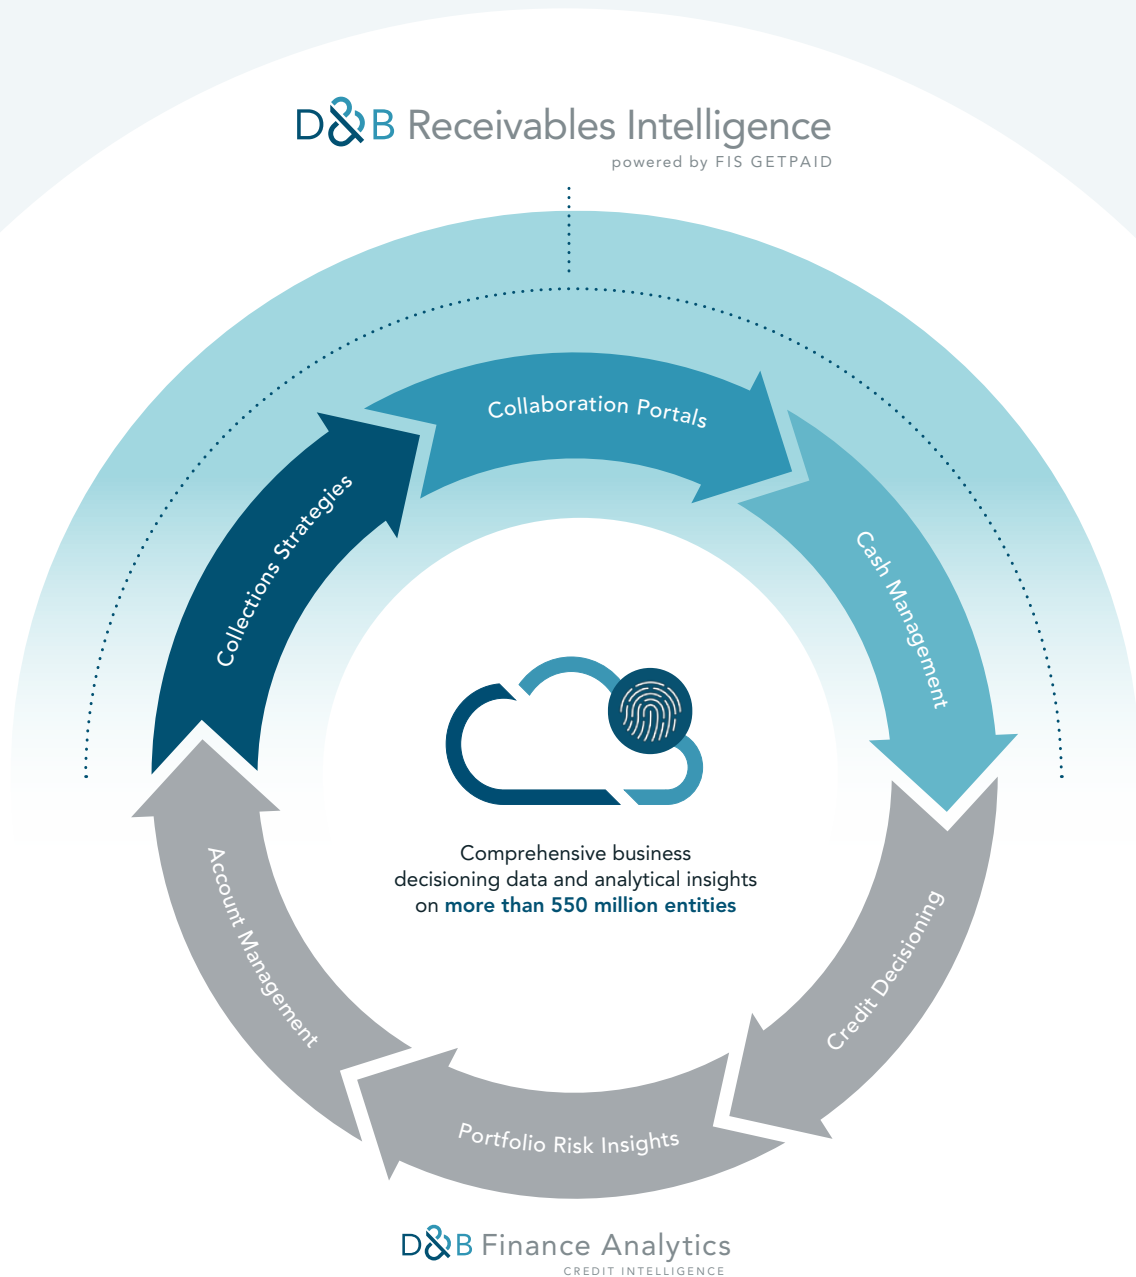 D&B Receivables Intelligence
powered by FIS GETPAID
Collaboration Portals
Collections Strategies
Cash Management
Comprehensive business
decisioning data and analytical insights
on more than 550 million entities
Account Management
Credit Decisioning
Portfolio Risk Insights
D&B Finance Analytics
CREDIT INTELLIGENCE